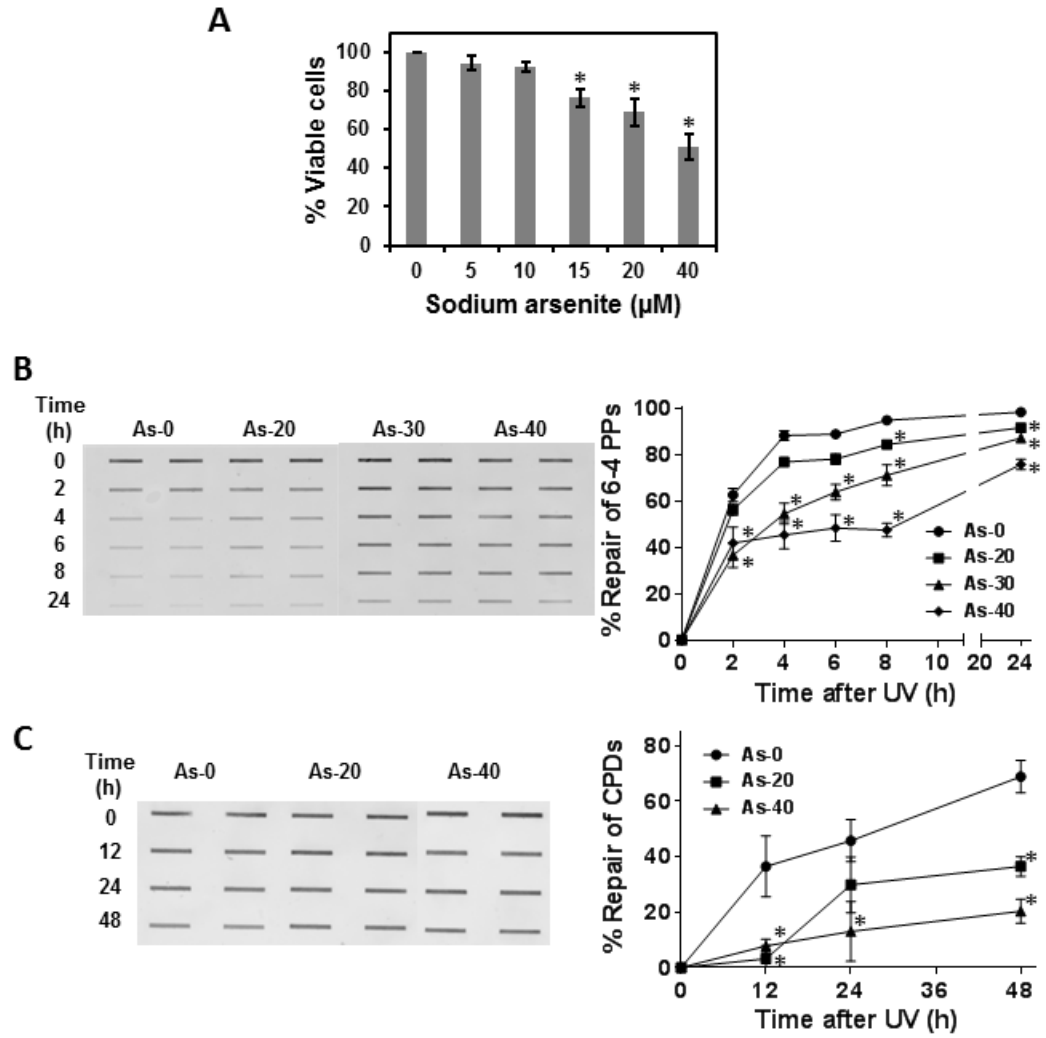 A
% Viable cells
100
80
60
40
20
0
* * *
0 5 10 15 20 40
Sodium arsenite (µM)
B
Time
(h)
As-0 As-20 As-30 As-40
0
2
4
6
8
24
% Repair of 6-4 PPs
100
80
60
40
20
0
* * * * * * * * * * * *
As-0
As-20
As-30
As-40
0 2 4 6 8 10 20 24
Time after UV (h)
C
Time
(h)
As-0 As-20 As-40
0
12
24
48
% Repair of CPDs
80
60
40
20
0
As-0
As-20
As-40
* * * * *
0 12 24 36 48
Time after UV (h)